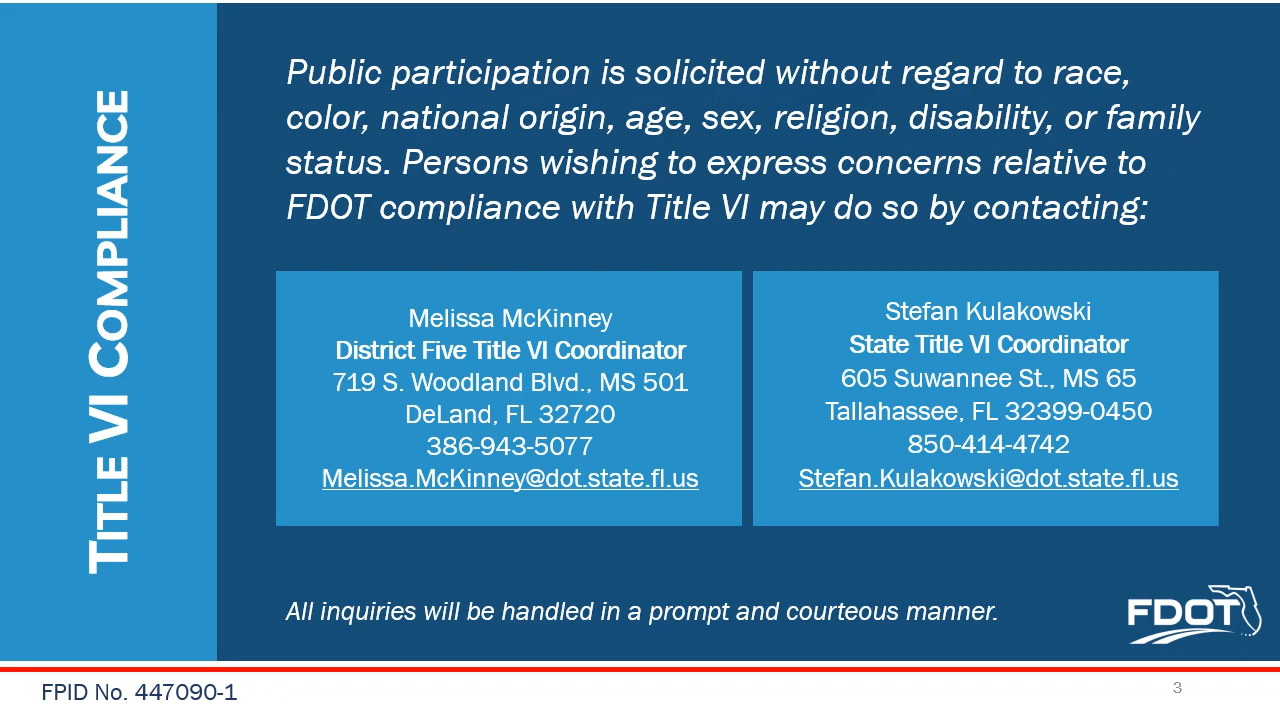 TITLE VI COMPLIANCE
Public participation is solicited without regard to race,
color, national origin, age, sex, religion, disability, or family
status. Persons wishing to express concerns relative to
FDOT compliance with Title VI may do so by contacting:
Melissa McKinney
District Five Title VI Coordinator
719 S. Woodland Blvd., MS 501
DeLand, FL 32720
386-943-5077
Melissa.McKinney@dot.state.fl.us
Stefan Kulakowski
State Title VI Coordinator
605 Suwannee St., MS 65
Tallahassee, FL 32399-0450
850-414-4742
Stefan.Kulakowski@dot.state.fl.us
All inquiries will be handled in a prompt and courteous manner.
FDOT
FPID No. 447090-1
3